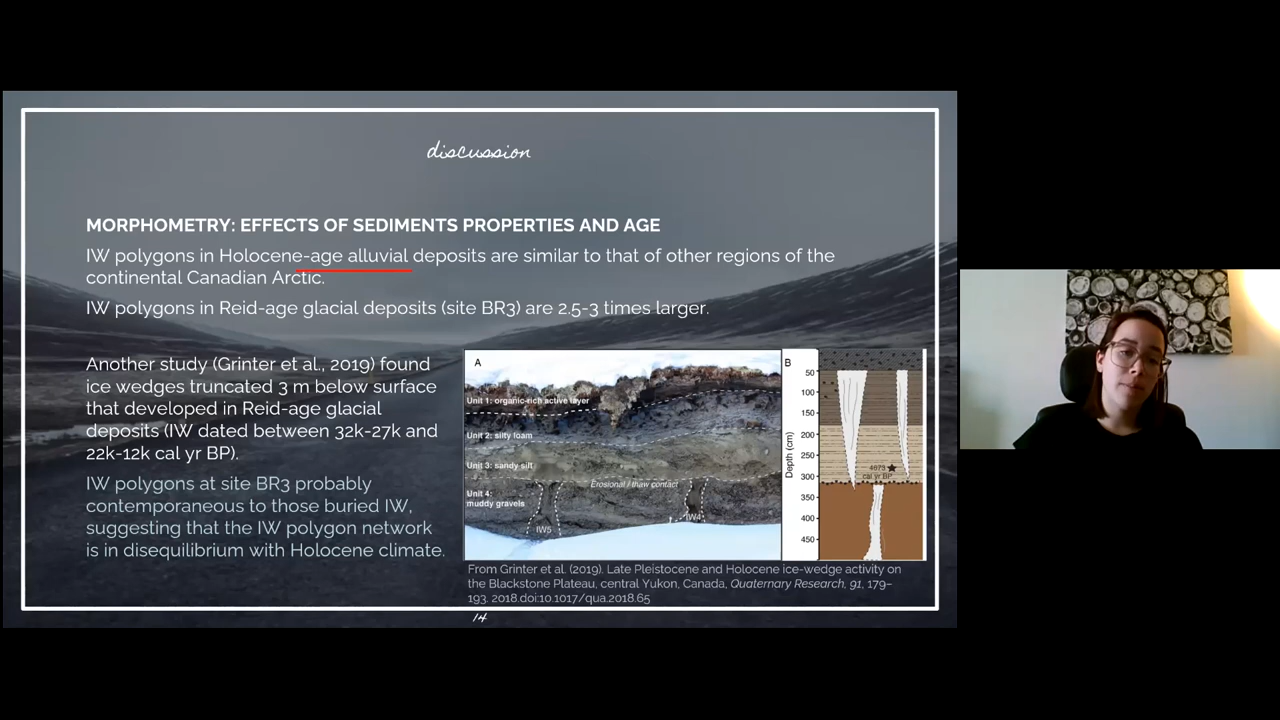 discussion
MORPHOMETRY: EFFECTS OF SEDIMENTS PROPERTIES AND AGE
IW polygons in Holocene-age alluvial deposits are similar to that of other regions of the
continental Canadian Arctic.
IW polygons in Reid-age glacial deposits (site BR3) are 2.5-3 times larger.
Another study (Grinter et al., 2019) found
ice wedges truncated 3 m below surface
that developed in Reid-age glacial
deposits (IW dated between 32k-27k and
22k-12k cal yr BP).
IW polygons at site BR3 probably
contemporaneous to those buried IW,
suggesting that the IW polygon network
is in disequilibrium with Holocene climate.
A
Unit 1: organic-rich active layer
Unit 2: silty loam
Unit 3: sandy silt
Erosional / thaw contact
Unit 4:
muddy gravels
IW5
IW4
B
Depth (cm)
50
100
150
200
250
300
350
400
450
4673
cal yr BP
From Grinter et al. (2019). Late Pleistocene and Holocene ice-wedge activity on
the Blackstone Plateau, central Yukon, Canada, Quaternary Research, 91, 179–
193. 2018.doi:10.1017/qua.2018.65
14